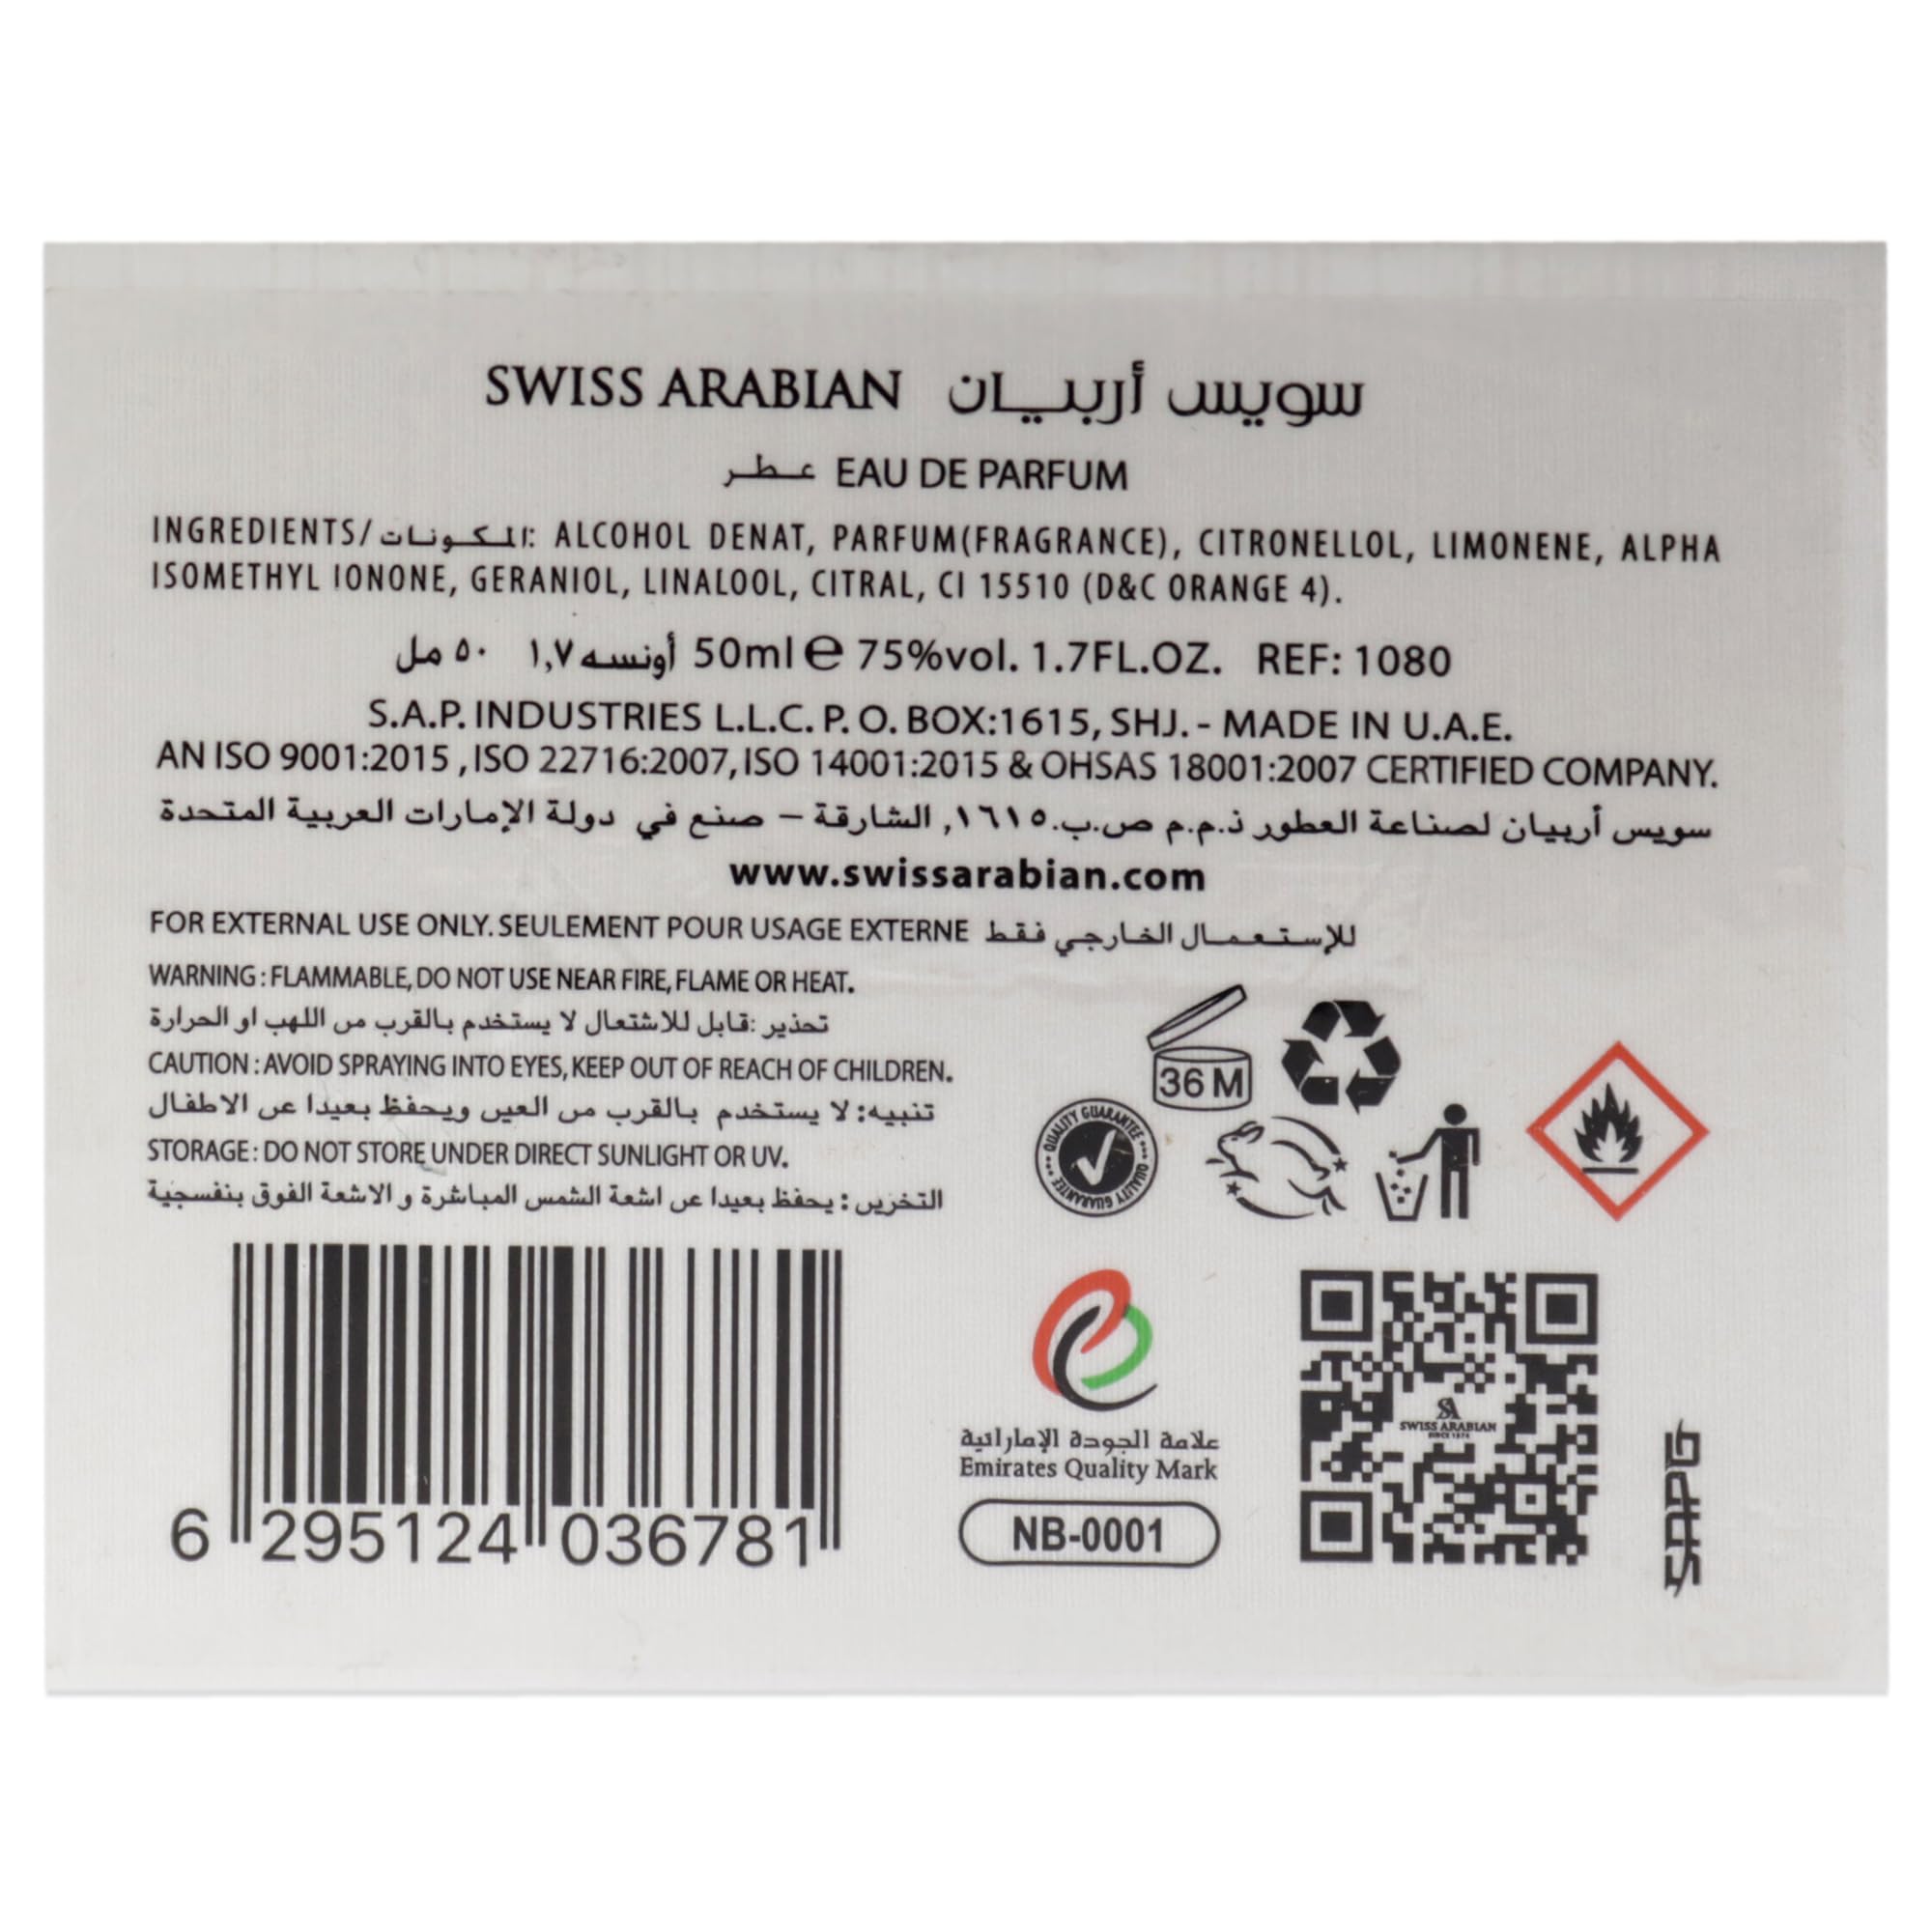 SWISS ARABIAN سويس أربيان
عطر EAU DE PARFUM
INGREDIENTS/المكونات: ALCOHOL DENAT, PARFUM(FRAGRANCE), CITRONELLOL, LIMONENE, ALPHA
ISOMETHYL IONONE, GERANIOL, LINALOOL, CITRAL, CI 15510 (D&C ORANGE 4).
٥٠ مل ١,٧ أونسه 50ml e 75%vol. 1.7FL.OZ. REF: 1080
S.A.P. INDUSTRIES L.L.C. P. O. BOX:1615, SHJ. - MADE IN U.A.E.
AN ISO 9001:2015 , ISO 22716:2007, ISO 14001:2015 & OHSAS 18001:2007 CERTIFIED COMPANY.
سويس أربيان لصناعة العطور ذ.م.م ص.ب.١٦١٥, الشارقة – صنع في دولة الإمارات العربية المتحدة
www.swissarabian.com
FOR EXTERNAL USE ONLY. SEULEMENT POUR USAGE EXTERNE للإستعمال الخارجي فقط
WARNING : FLAMMABLE, DO NOT USE NEAR FIRE, FLAME OR HEAT.
تحذير :قابل للاشتعال لا يستخدم بالقرب من اللهب او الحرارة
CAUTION : AVOID SPRAYING INTO EYES, KEEP OUT OF REACH OF CHILDREN.
تنبيه: لا يستخدم بالقرب من العين ويحفظ بعيدا عن الاطفال
STORAGE : DO NOT STORE UNDER DIRECT SUNLIGHT OR UV.
التخزين : يحفظ بعيدا عن اشعة الشمس المباشرة و الاشعة الفوق بنفسجية
36 M
QUALITY GUARANTEE QUALITY GUARANTEE
6 295124 036781
علامة الجودة الإماراتية
Emirates Quality Mark
NB-0001
SA
SWISS ARABIAN
SINCE 1974
SAPG